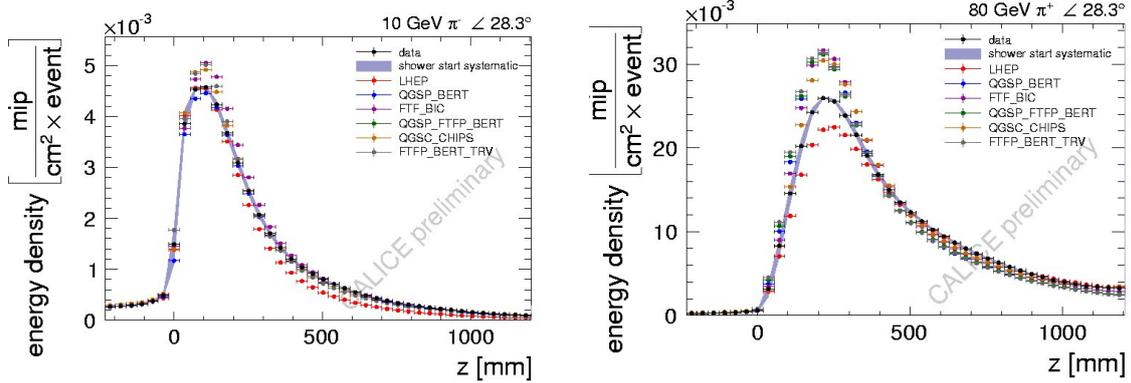 ×10⁻³
10 GeV π⁻ ∠ 28.3°
energy density [mip / cm² × event]
5
4
3
2
1
0
data
shower start systematic
LHEP
QGSP_BERT
FTF_BIC
QGSP_FTFP_BERT
QGSC_CHIPS
FTFP_BERT_TRV
CALICE preliminary
0
500
1000
z [mm]
×10⁻³
80 GeV π⁺ ∠ 28.3°
energy density [mip / cm² × event]
30
20
10
0
data
shower start systematic
LHEP
QGSP_BERT
FTF_BIC
QGSP_FTFP_BERT
QGSC_CHIPS
FTFP_BERT_TRV
CALICE preliminary
0
500
1000
z [mm]